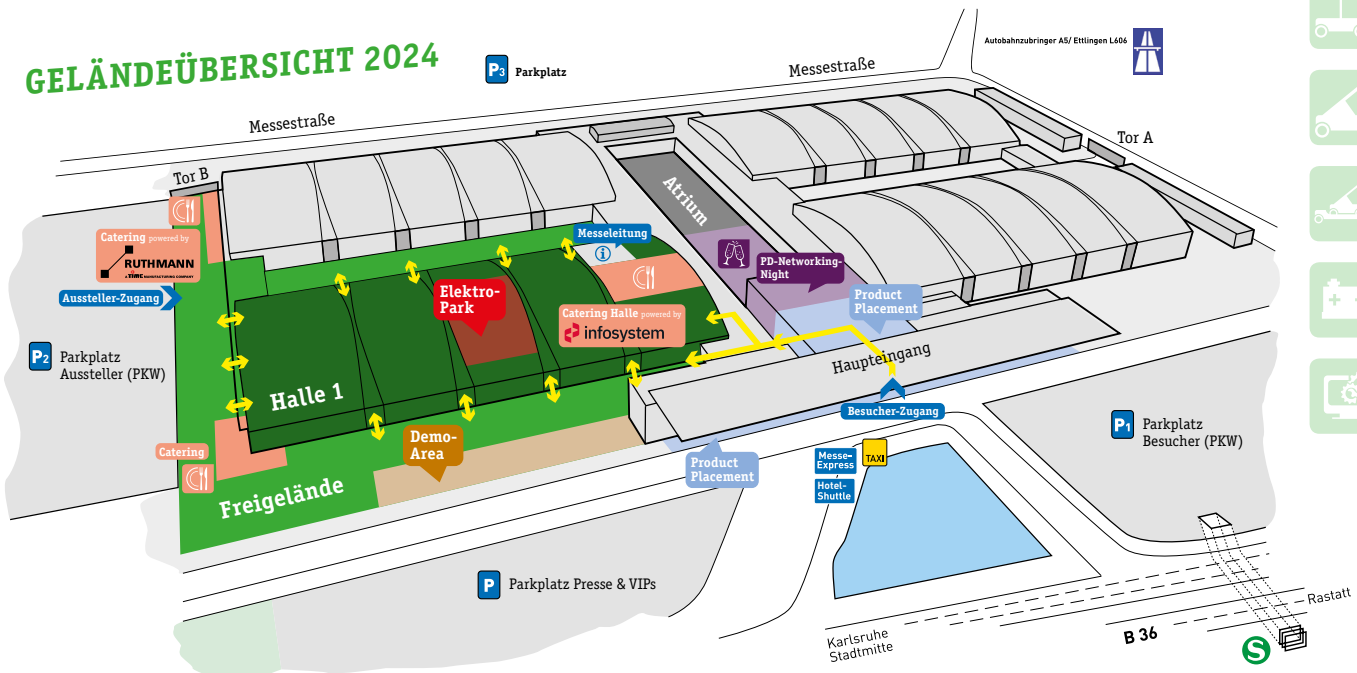 GELÄNDEÜBERSICHT 2024
P3 Parkplatz
Autobahnzubringer A5/ Ettlingen L606
Messestraße
Messestraße
Tor A
Tor B
Atrium
Catering powered by
RUTHMANN
A TIME MANUFACTURING COMPANY
Messeleitung
i
PD-Networking-
Night
Aussteller-Zugang
Elektro-
Park
Catering Halle powered by
infosystem
Product
Placement
P2 Parkplatz
Aussteller (PKW)
Haupteingang
Halle 1
Besucher-Zugang
P1 Parkplatz
Besucher (PKW)
Demo-
Area
Catering
Product
Placement
Messe-
Express
TAXI
Hotel-
Shuttle
Freigelände
P Parkplatz Presse & VIPs
Karlsruhe
Stadtmitte
B 36
Rastatt
S